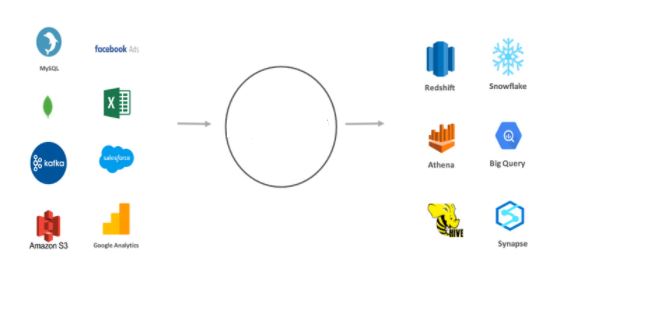 MySQL
facebook Ads
X
kafka
salesforce
Amazon S3
Google Analytics
Redshift
Snowflake
Athena
Big Query
HIVE
Synapse